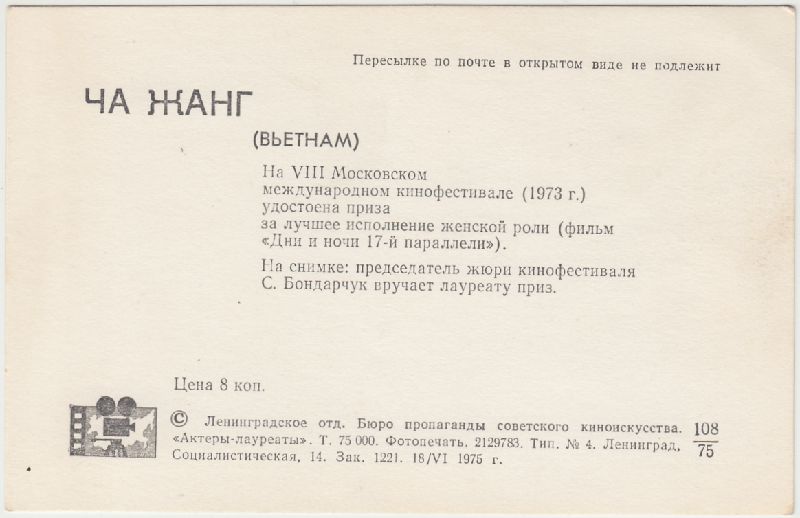 Пересылке по почте в открытом виде не подлежит
ЧА ЖАНГ
(ВЬЕТНАМ)
На VIII Московском
международном кинофестивале (1973 г.)
удостоена приза
за лучшее исполнение женской роли (фильм
«Дни и ночи 17-й параллели»).
На снимке: председатель жюри кинофестиваля
С. Бондарчук вручает лауреату приз.
Цена 8 коп.
© Ленинградское отд. Бюро пропаганды советского киноискусства.
«Актеры-лауреаты». Т. 75 000. Фотопечать. 2129783. Тип. № 4. Ленинград,
Социалистическая, 14. Зак. 1221. 18/VI 1975 г.
108
75